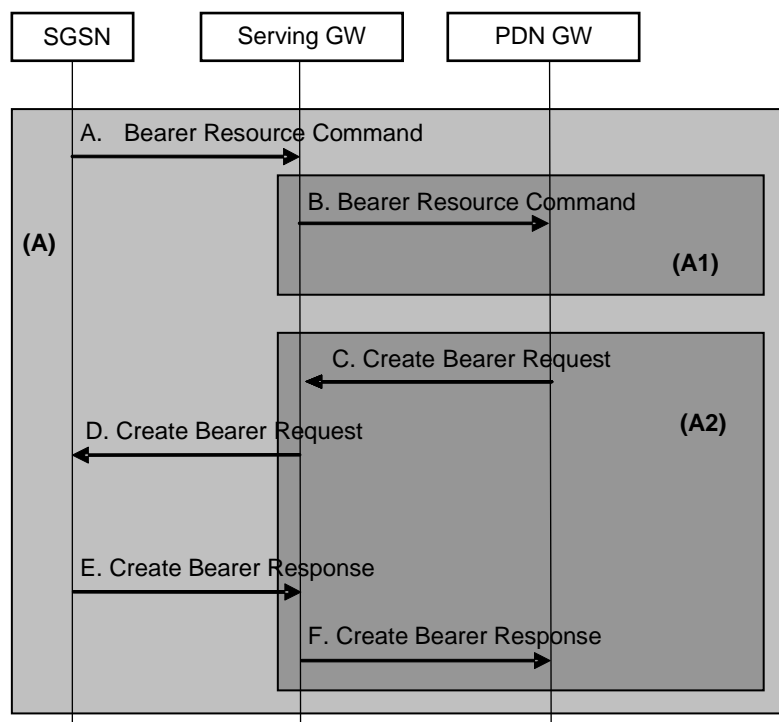 SGSN
Serving GW
PDN GW
A. Bearer Resource Command
B. Bearer Resource Command
(A)
(A1)
C. Create Bearer Request
(A2)
D. Create Bearer Request
E. Create Bearer Response
F. Create Bearer Response